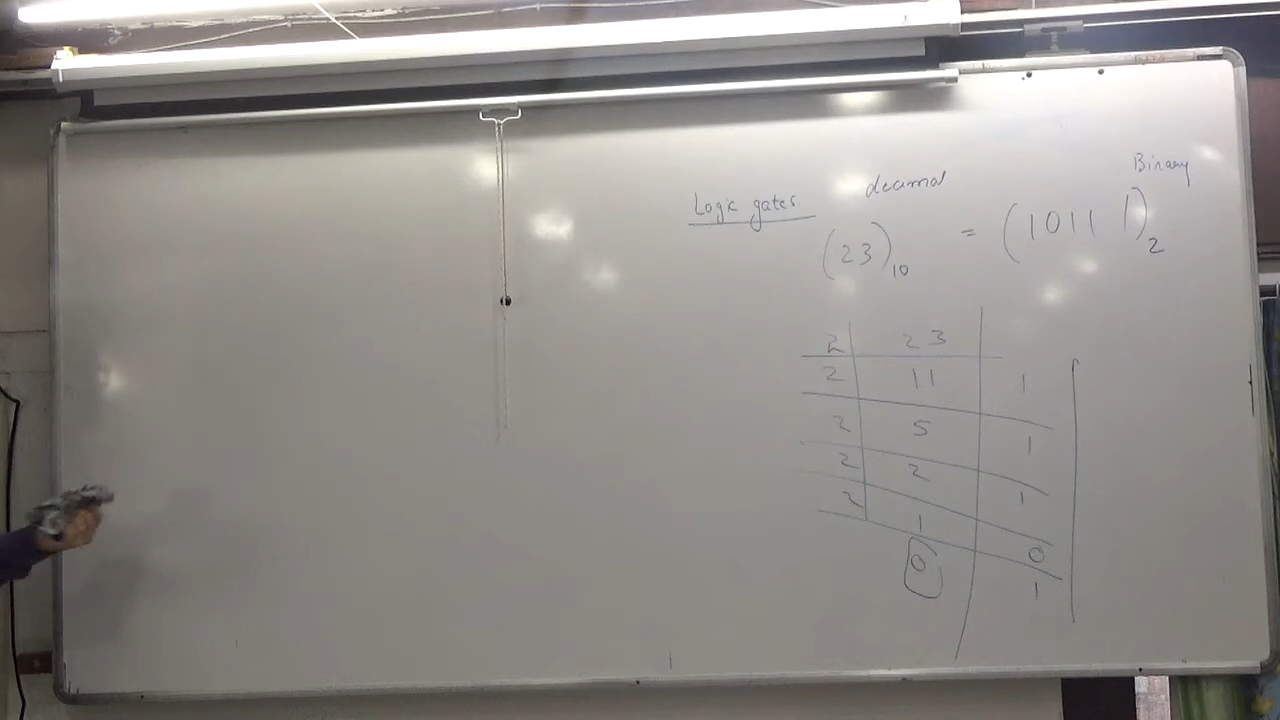 Logic gates decimal Binary
(23)10 = (10111)2
2 23
2 11 1
2 5 1
2 2 1
2 1 0
0 1